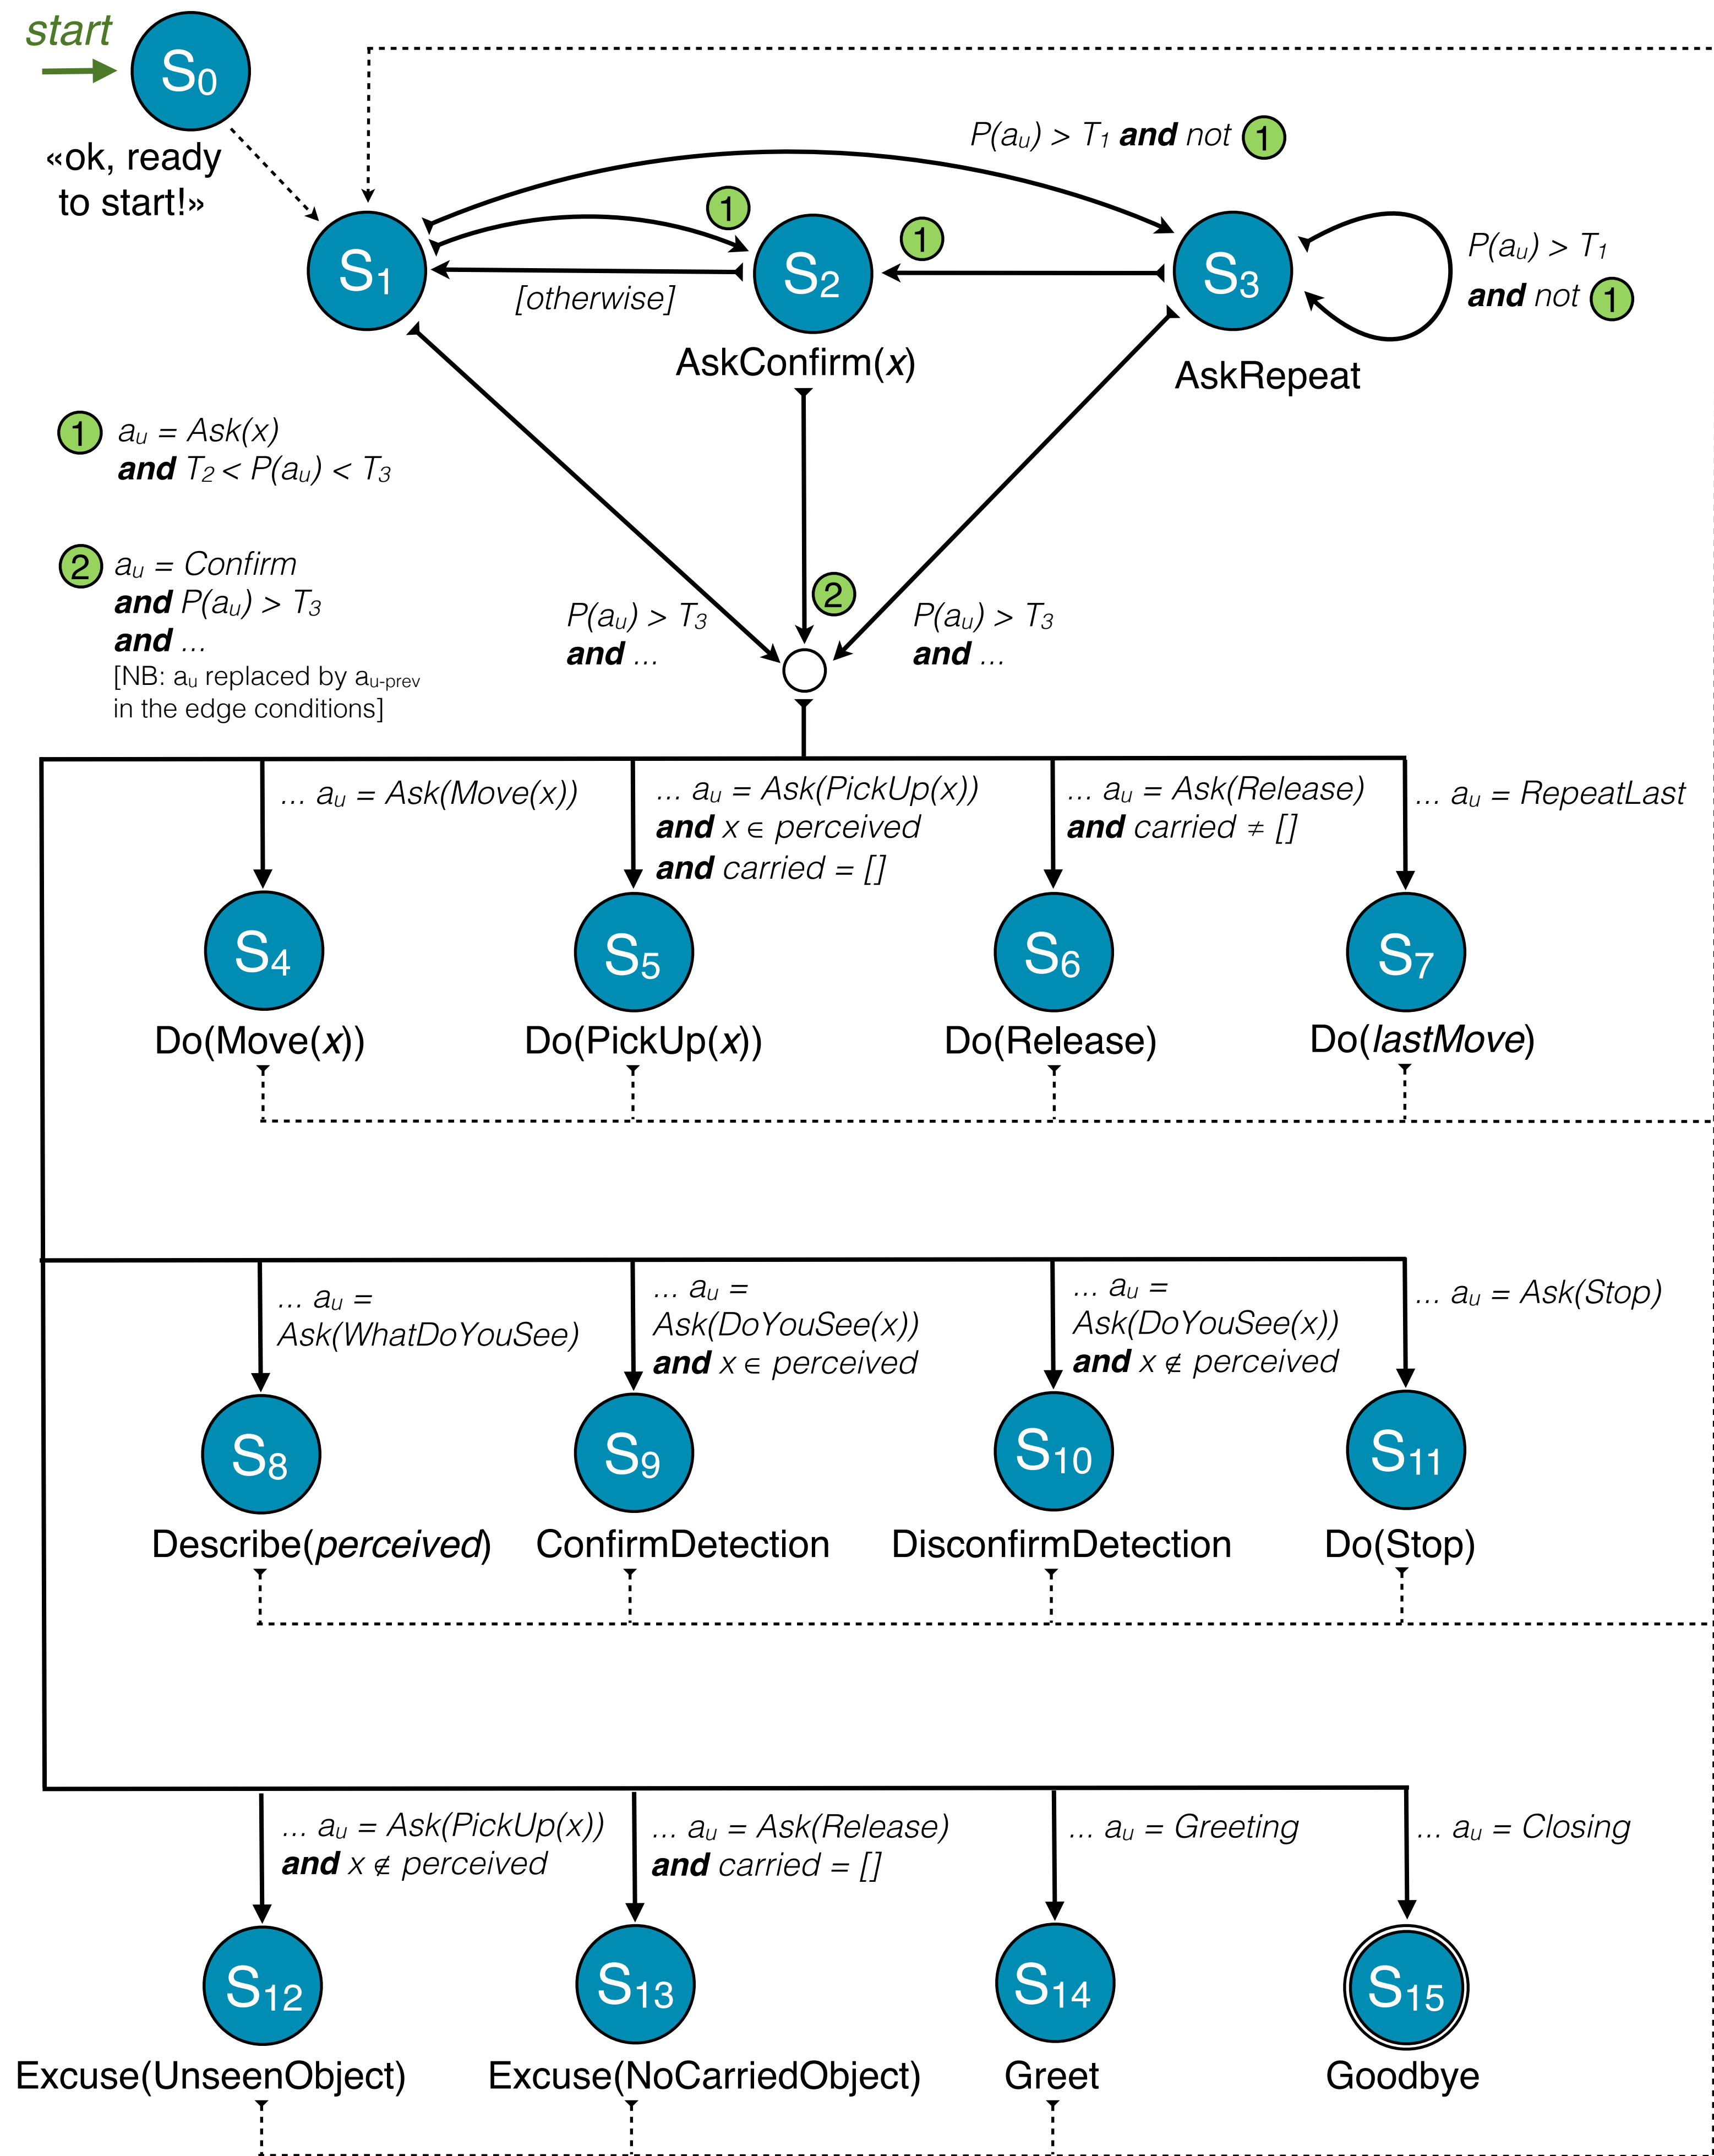 start
S0
«ok, ready
to start!»
P(au) > T1 and not 1
1
1
S1
S2
S3
P(au) > T1
and not 1
[otherwise]
AskConfirm(x)
AskRepeat
1 au = Ask(x)
and T2 < P(au) < T3
2 au = Confirm
and P(au) > T3
and ...
[NB: au replaced by au-prev
in the edge conditions]
2
P(au) > T3
and ...
P(au) > T3
and ...
... au = Ask(Move(x))
... au = Ask(PickUp(x))
and x ∈ perceived
and carried = []
... au = Ask(Release)
and carried ≠ []
... au = RepeatLast
S4
S5
S6
S7
Do(Move(x))
Do(PickUp(x))
Do(Release)
Do(lastMove)
... au =
Ask(WhatDoYouSee)
... au =
Ask(DoYouSee(x))
and x ∈ perceived
... au =
Ask(DoYouSee(x))
and x ∉ perceived
... au = Ask(Stop)
S8
S9
S10
S11
Describe(perceived)
ConfirmDetection
DisconfirmDetection
Do(Stop)
... au = Ask(PickUp(x))
and x ∉ perceived
... au = Ask(Release)
and carried = []
... au = Greeting
... au = Closing
S12
S13
S14
S15
Excuse(UnseenObject)
Excuse(NoCarriedObject)
Greet
Goodbye